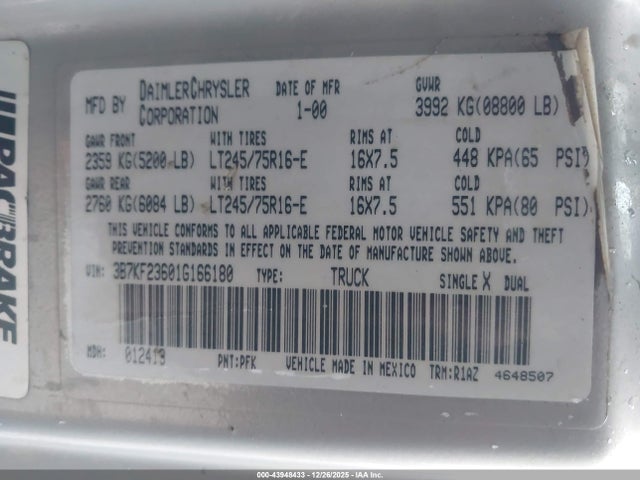 PACBRAKE
MFD BY DAIMLERCHRYSLER CORPORATION DATE OF MFR 1-00 GVWR 3992 KG(08800 LB)
GAWR FRONT WITH TIRES RIMS AT COLD
2359 KG(5200 LB) LT245/75R16-E 16X7.5 448 KPA(65 PSI)
GAWR REAR WITH TIRES RIMS AT COLD
2760 KG(6084 LB) LT245/75R16-E 16X7.5 551 KPA(80 PSI)
THIS VEHICLE CONFORMS TO ALL APPLICABLE FEDERAL MOTOR VEHICLE SAFETY AND THEFT
PREVENTION STANDARDS IN EFFECT ON THE DATE OF MANUFACTURE SHOWN ABOVE.
VIN: 3B7KF23601G166180 TYPE: TRUCK SINGLE X DUAL
MDH: 012413 PNT:PFK VEHICLE MADE IN MEXICO TRM:R1AZ 4648507
000-43948433 - 12/26/2025 - IAA Inc.